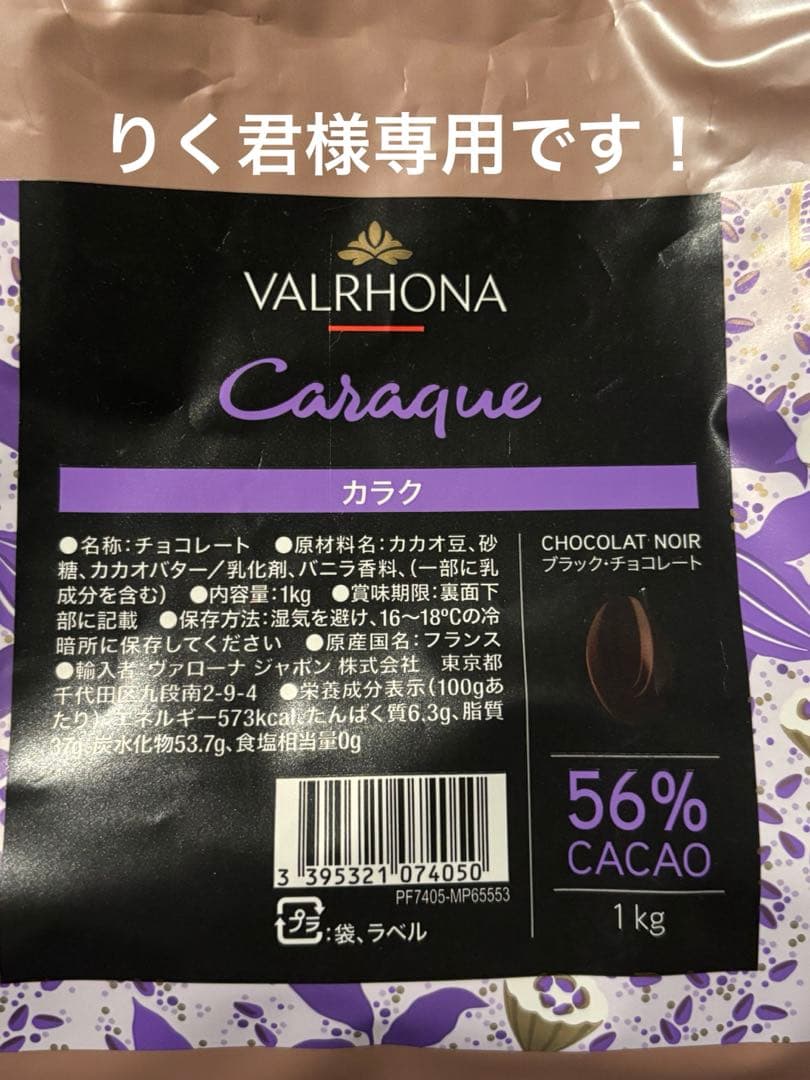 りく君様専用です！
VALRHONA
Caraque
カラク
●名称：チョコレート　●原材料名：カカオ豆、砂
糖、カカオバター／乳化剤、バニラ香料、（一部に乳
成分を含む）　●内容量：1kg　●賞味期限：裏面下
部に記載　●保存方法：湿気を避け、16～18℃の冷
暗所に保存してください　●原産国名：フランス
●輸入者：ヴァローナ ジャポン 株式会社　東京都
千代田区九段南2-9-4　●栄養成分表示（100gあ
たり）エネルギー573kcal、たんぱく質6.3g、脂質
37g、炭水化物53.7g、食塩相当量0g
CHOCOLAT NOIR
ブラック・チョコレート
56%
CACAO
1 kg
3 395321 074050
PF7405-MP65553
プラ：袋、ラベル